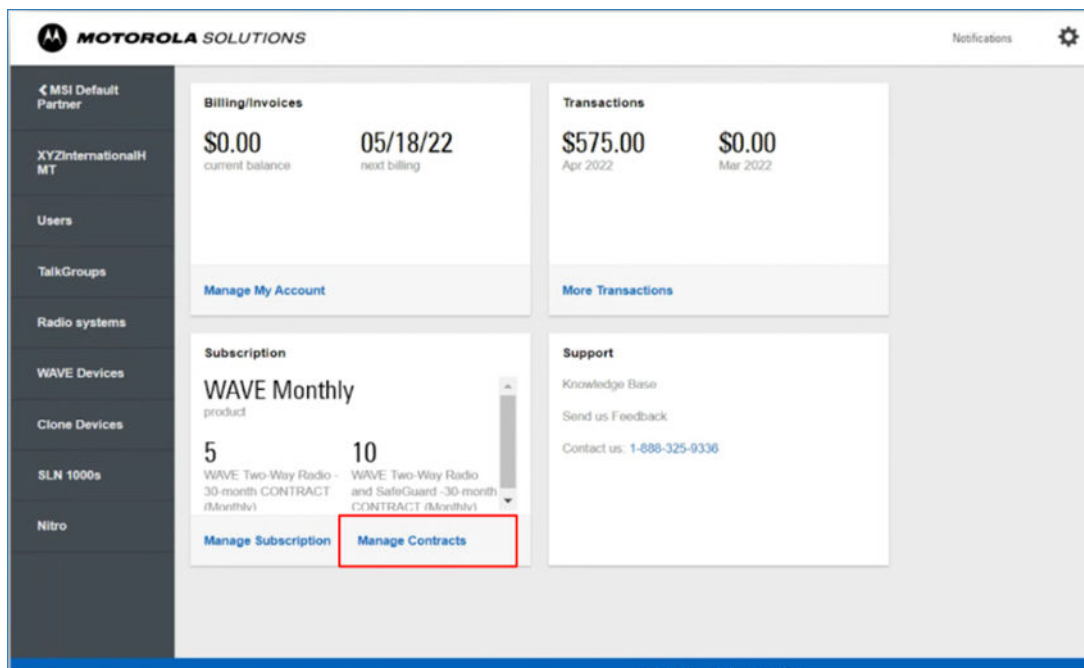 MOTOROLA SOLUTIONS
Notifications
MSI Default
Partner
XYZInternationalH
MT
Users
TalkGroups
Radio systems
WAVE Devices
Clone Devices
SLN 1000s
Nitro
Billing/Invoices
$0.00
current balance
05/18/22
next billing
Manage My Account
Transactions
$575.00
Apr 2022
$0.00
Mar 2022
More Transactions
Subscription
WAVE Monthly
product
5
WAVE Two-Way Radio -
30-month CONTRACT
(Monthly)
10
WAVE Two-Way Radio
and SafeGuard -30-month
CONTRACT (Monthly)
Manage Subscription
Manage Contracts
Support
Knowledge Base
Send us Feedback
Contact us: 1-888-325-9336